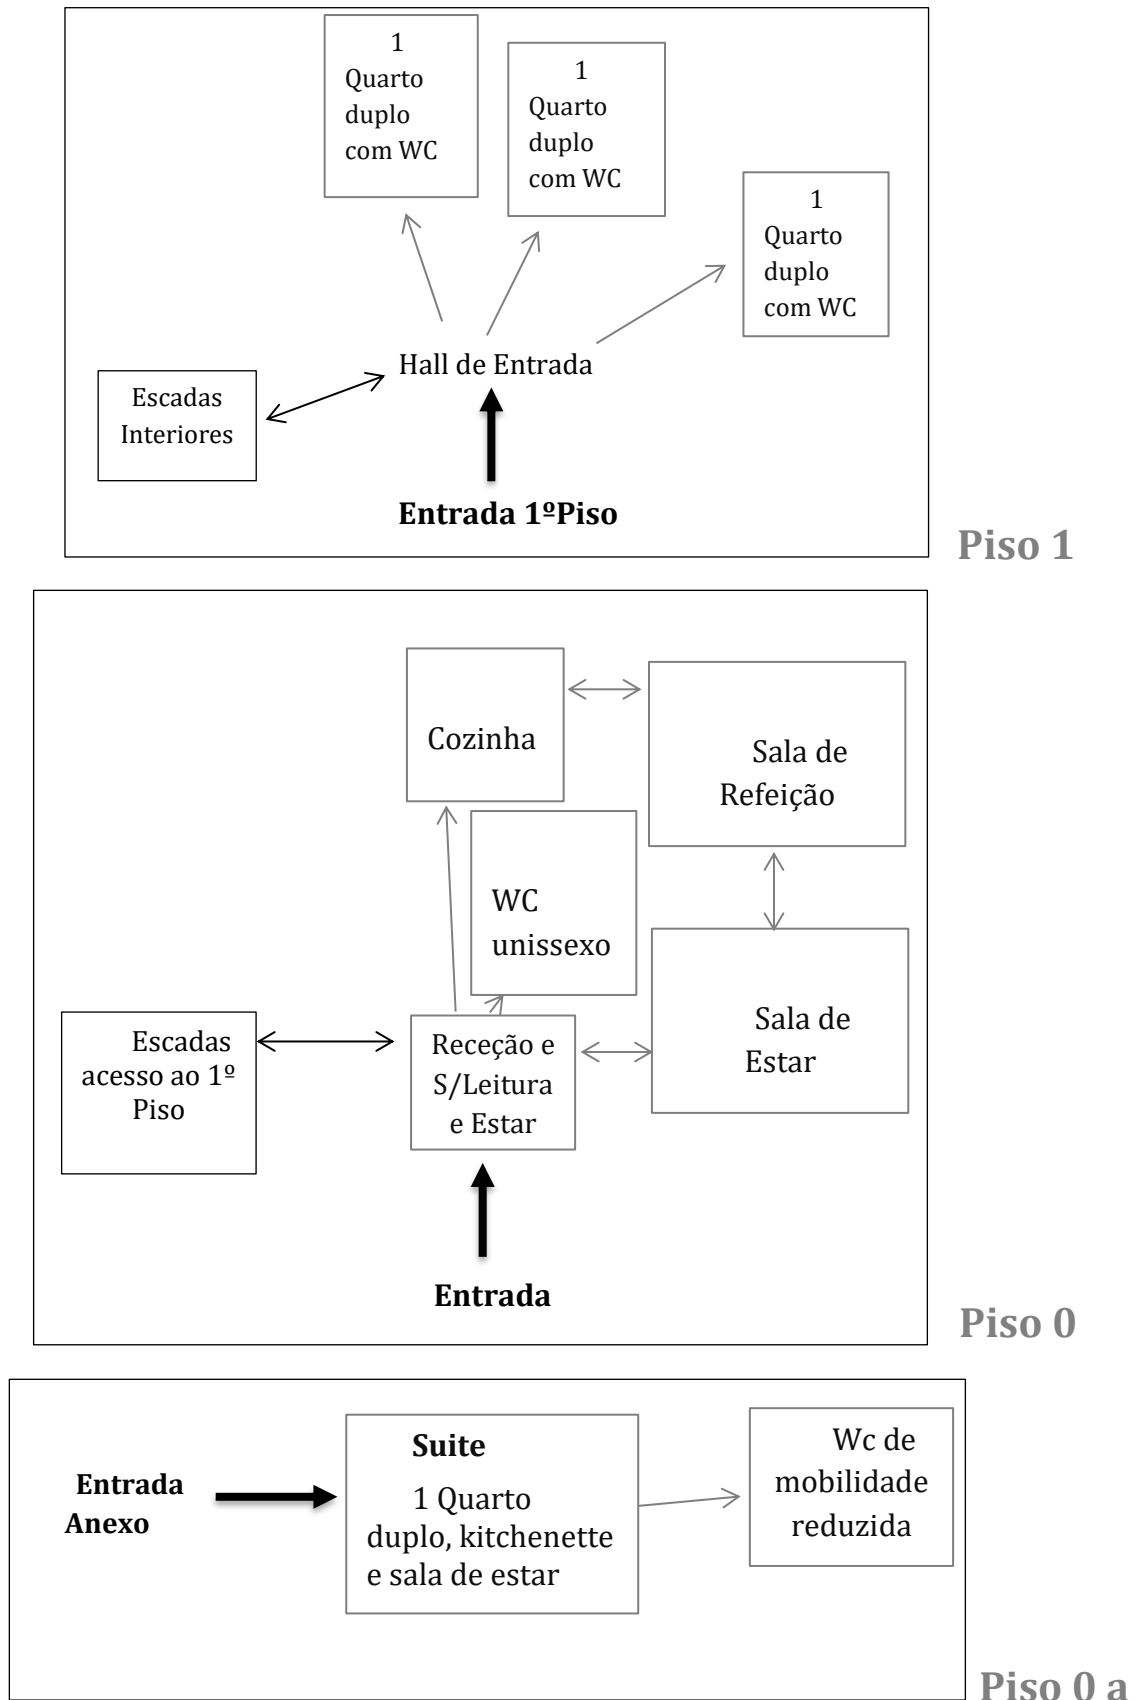 1
Quarto
duplo
com WC
1
Quarto
duplo
com WC
1
Quarto
duplo
com WC
Hall de Entrada
Escadas
Interiores
Entrada 1ºPiso
Piso 1
Cozinha
Sala de
Refeição
WC
unissexo
Escadas
acesso ao 1º
Piso
Receção e
S/Leitura
e Estar
Sala de
Estar
Entrada
Piso 0
Entrada
Anexo
Suite
1 Quarto
duplo, kitchenette
e sala de estar
Wc de
mobilidade
reduzida
Piso 0 a